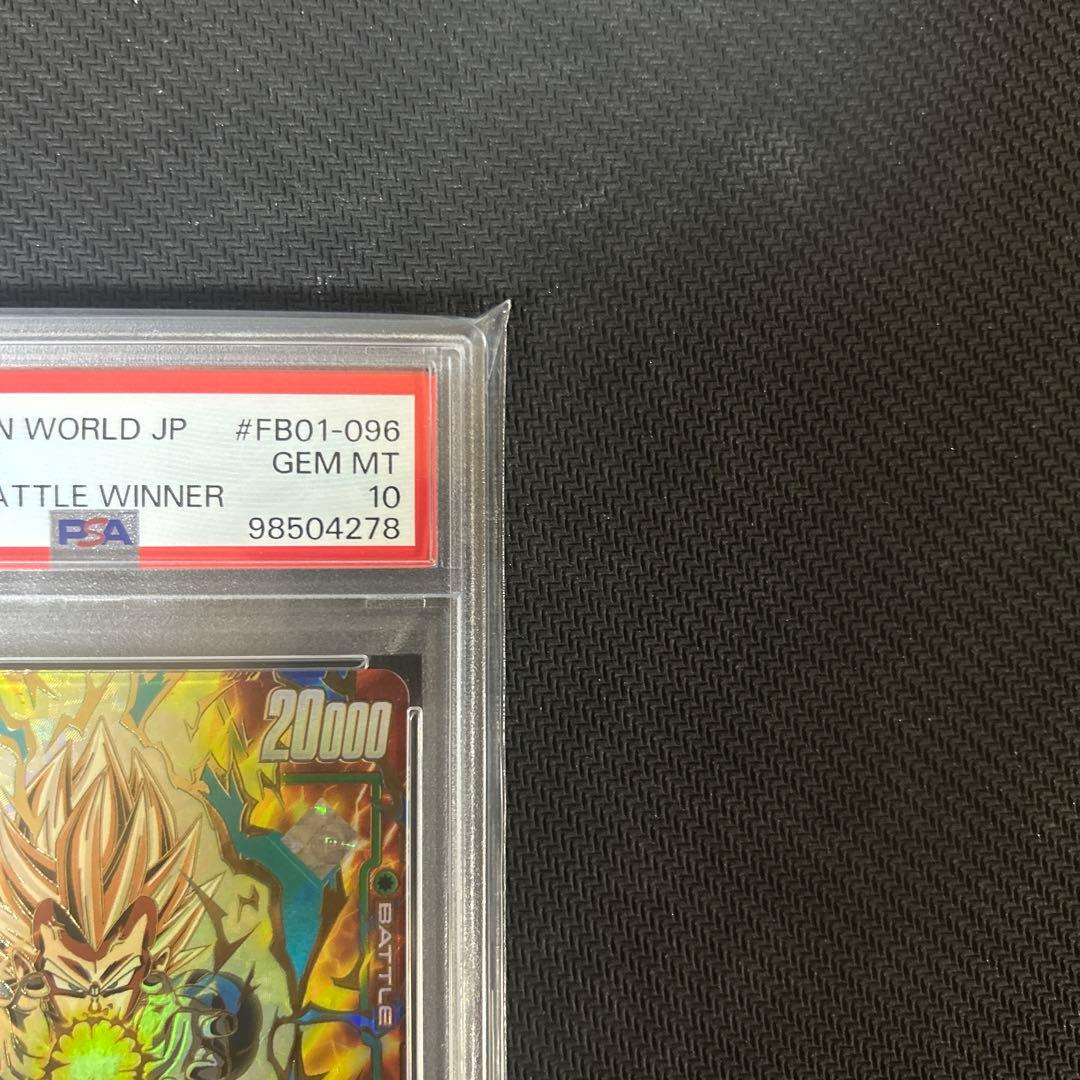 N WORLD JP #FB01-096
GEM MT
ATTLE WINNER 10
PSA 98504278
20000
BATTLE